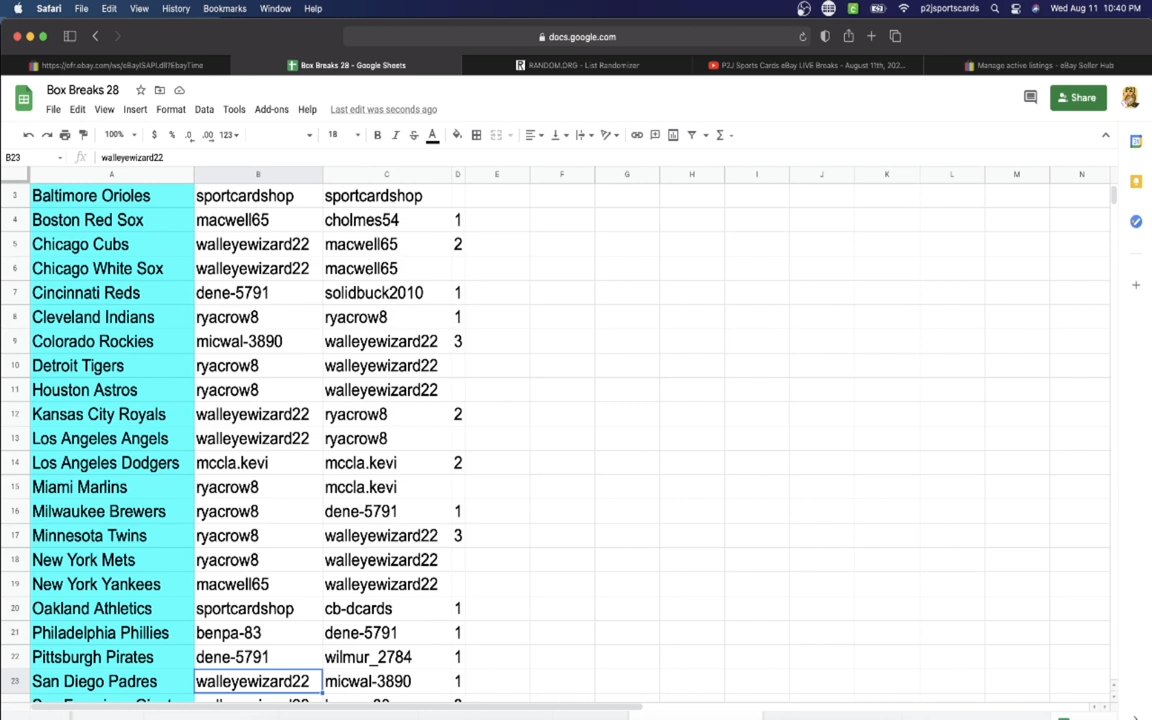 Safari File Edit View History Bookmarks Window Help p2jsportscards Wed Aug 11 10:40 PM
docs.google.com
https://ofr.ebay.com/ws/eBayISAPI.dll?EbayTime Box Breaks 28 - Google Sheets RANDOM.ORG - List Randomizer P2J Sports Cards eBay LIVE Breaks - August 11th, 202... Manage active listings - eBay Seller Hub
Box Breaks 28
File Edit View Insert Format Data Tools Add-ons Help Last edit was seconds ago Share
100% $ % .0 .00 123 18 B I S A
B23 fx walleyewizard22
A B C D E F G H I J K L M N
3 Baltimore Orioles sportcardshop sportcardshop
4 Boston Red Sox macwell65 cholmes54 1
5 Chicago Cubs walleyewizard22 macwell65 2
6 Chicago White Sox walleyewizard22 macwell65
7 Cincinnati Reds dene-5791 solidbuck2010 1
8 Cleveland Indians ryacrow8 ryacrow8 1
9 Colorado Rockies micwal-3890 walleyewizard22 3
10 Detroit Tigers ryacrow8 walleyewizard22
11 Houston Astros ryacrow8 walleyewizard22
12 Kansas City Royals walleyewizard22 ryacrow8 2
13 Los Angeles Angels walleyewizard22 ryacrow8
14 Los Angeles Dodgers mccla.kevi mccla.kevi 2
15 Miami Marlins ryacrow8 mccla.kevi
16 Milwaukee Brewers ryacrow8 dene-5791 1
17 Minnesota Twins ryacrow8 walleyewizard22 3
18 New York Mets ryacrow8 walleyewizard22
19 New York Yankees macwell65 walleyewizard22
20 Oakland Athletics sportcardshop cb-dcards 1
21 Philadelphia Phillies benpa-83 dene-5791 1
22 Pittsburgh Pirates dene-5791 wilmur_2784 1
23 San Diego Padres walleyewizard22 micwal-3890 1